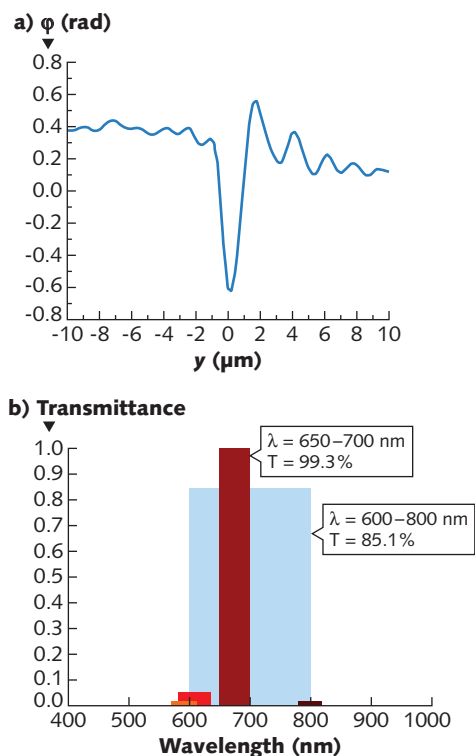 a) φ (rad)
0.8
0.6
0.4
0.2
0.0
-0.2
-0.4
-0.6
-0.8
-10 -8 -6 -4 -2 0 2 4 6 8 10
y (μm)
b) Transmittance
1.0
0.9
0.8
0.7
0.6
0.5
0.4
0.3
0.2
0.1
0.0
λ = 650–700 nm
T = 99.3%
λ = 600–800 nm
T = 85.1%
400 500 600 700 800 900 1000
Wavelength (nm)